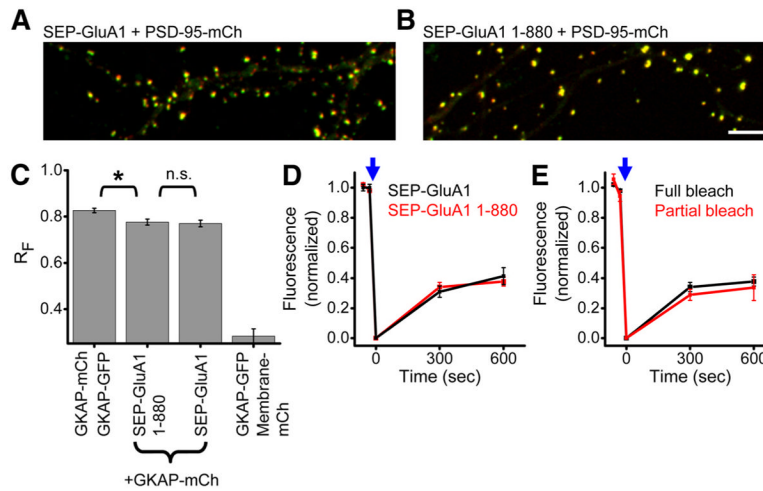 A
SEP-GluA1 + PSD-95-mCh
B
SEP-GluA1 1-880 + PSD-95-mCh
C
* n.s.
1.0
0.8
0.6
0.4
R_F
GKAP-mCh
GKAP-GFP
SEP-GluA1
1-880
SEP-GluA1
GKAP-GFP
Membrane-
mCh
+GKAP-mCh
D
SEP-GluA1
SEP-GluA1 1-880
1.0
0.8
0.6
0.4
0.2
0.0
Fluorescence
(normalized)
0 300 600
Time (sec)
E
Full bleach
Partial bleach
1.0
0.8
0.6
0.4
0.2
0.0
Fluorescence
(normalized)
0 300 600
Time (sec)